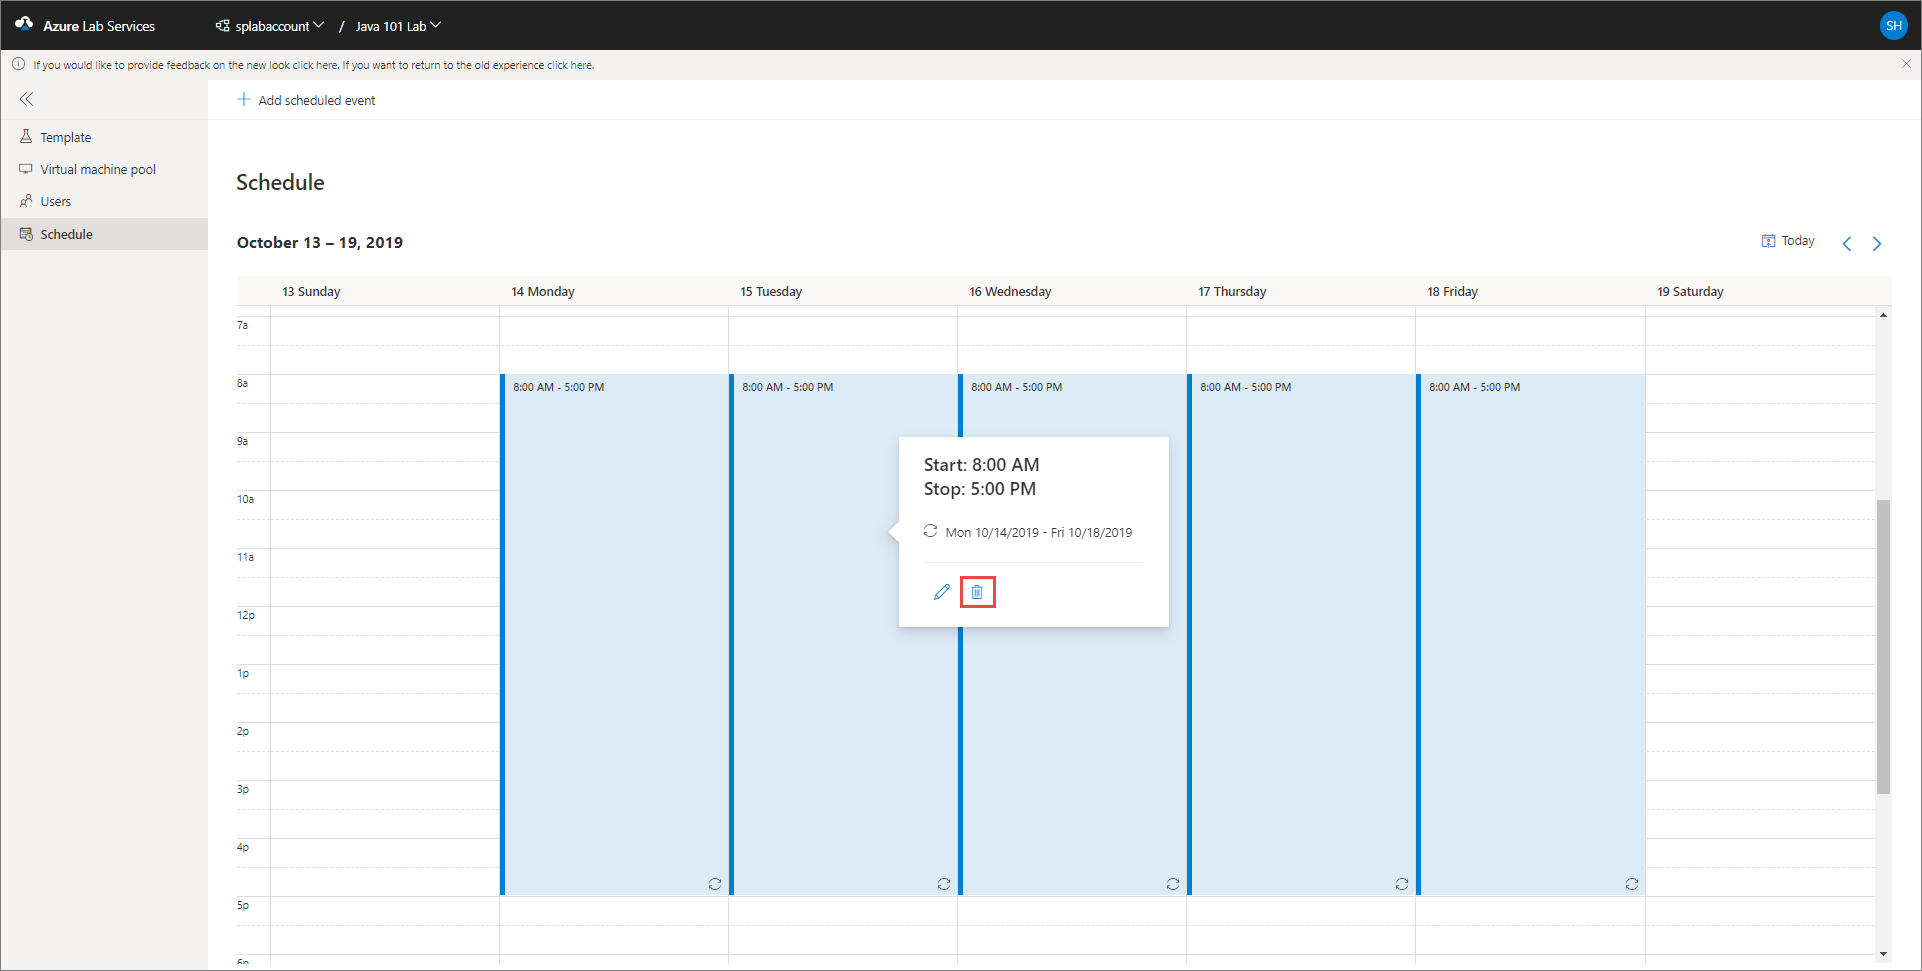 Azure Lab Services
splabaccount / Java 101 Lab
SH
If you would like to provide feedback on the new look click here. If you want to return to the old experience click here.
Add scheduled event
Template
Virtual machine pool
Users
Schedule
Schedule
October 13 – 19, 2019
Today
13 Sunday
14 Monday
15 Tuesday
16 Wednesday
17 Thursday
18 Friday
19 Saturday
7a
8a
8:00 AM - 5:00 PM
8:00 AM - 5:00 PM
8:00 AM - 5:00 PM
8:00 AM - 5:00 PM
8:00 AM - 5:00 PM
9a
Start: 8:00 AM
Stop: 5:00 PM
Mon 10/14/2019 - Fri 10/18/2019
10a
11a
12p
1p
2p
3p
4p
5p
6p